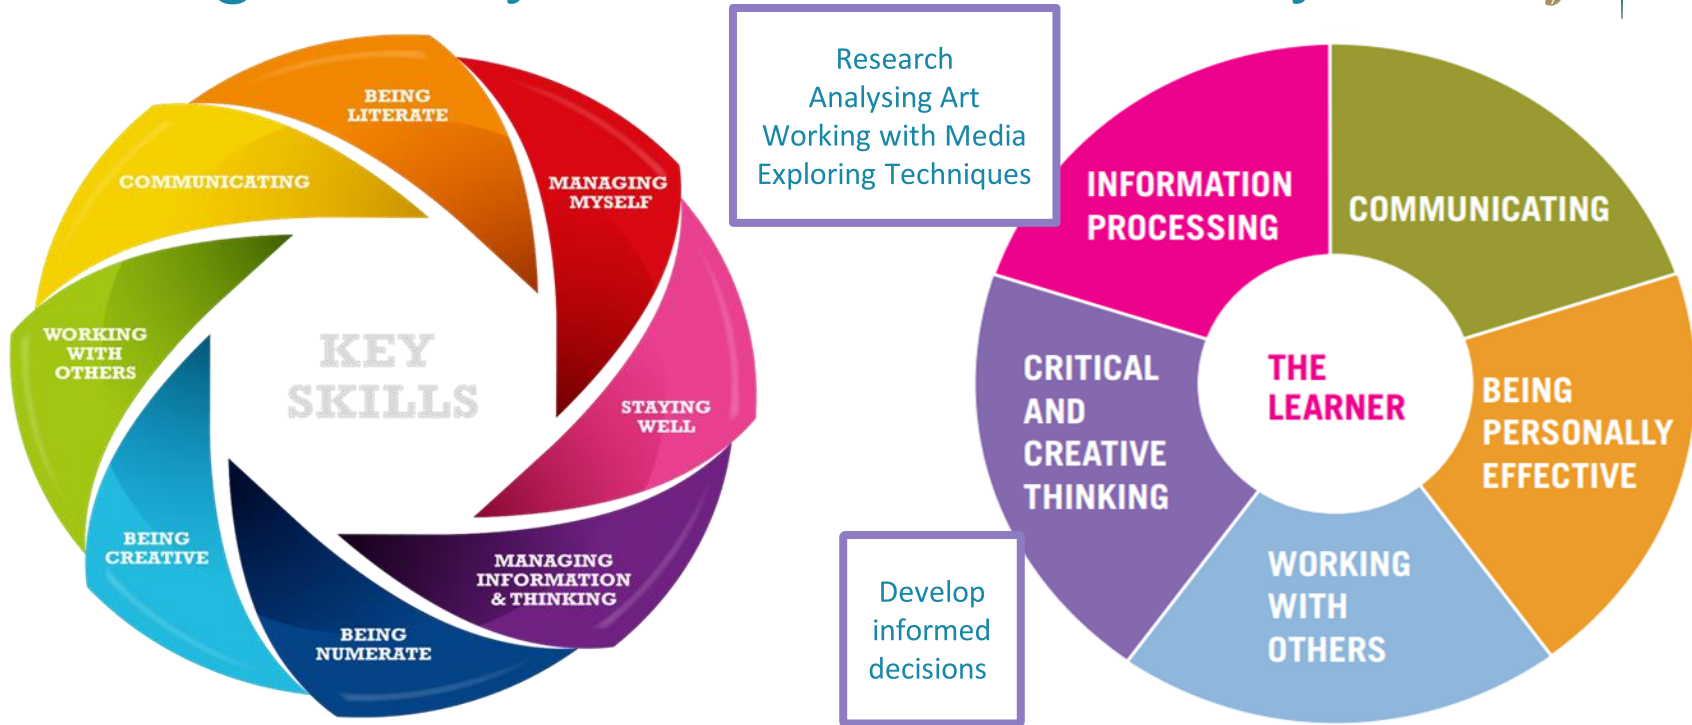 BEING
LITERATE
MANAGING
MYSELF
COMMUNICATING
WORKING
WITH
OTHERS
KEY
SKILLS
STAYING
WELL
BEING
CREATIVE
MANAGING
INFORMATION
& THINKING
BEING
NUMERATE
Research
Analysing Art
Working with Media
Exploring Techniques
Develop
informed
decisions
INFORMATION
PROCESSING
COMMUNICATING
CRITICAL
AND
CREATIVE
THINKING
THE
LEARNER
BEING
PERSONALLY
EFFECTIVE
WORKING
WITH
OTHERS